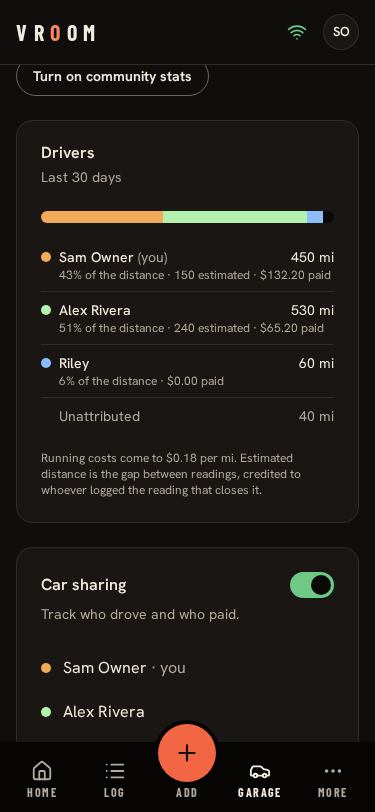 VROOM
SO
Turn on community stats
Drivers
Last 30 days
Sam Owner (you) 450 mi
43% of the distance · 150 estimated · $132.20 paid
Alex Rivera 530 mi
51% of the distance · 240 estimated · $65.20 paid
Riley 60 mi
6% of the distance · $0.00 paid
Unattributed 40 mi
Running costs come to $0.18 per mi. Estimated
distance is the gap between readings, credited to
whoever logged the reading that closes it.
Car sharing
Track who drove and who paid.
Sam Owner · you
Alex Rivera
HOME LOG ADD GARAGE MORE